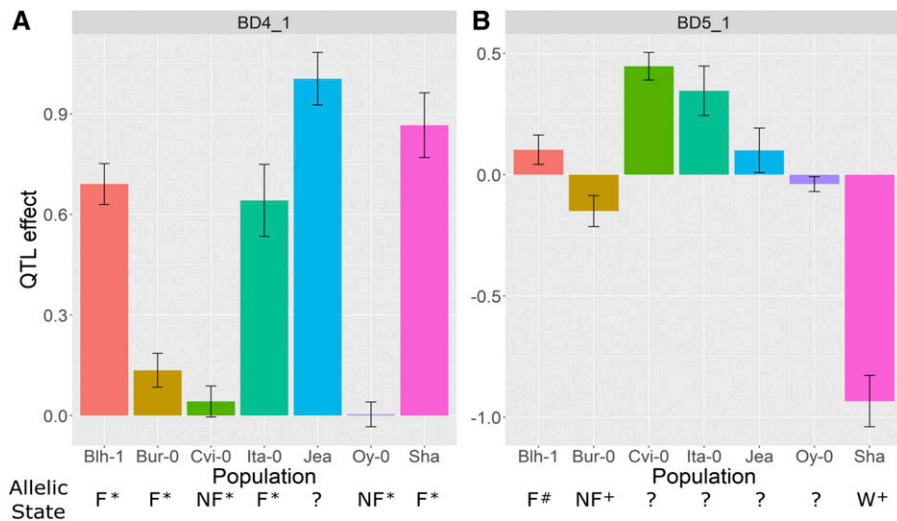 A
BD4_1
QTL effect
0.9
0.6
0.3
0.0
Blh-1 Bur-0 Cvi-0 Ita-0 Jea Oy-0 Sha
Population
Allelic
State
F* F* NF* F* ? NF* F*
B
BD5_1
0.5
0.0
-0.5
-1.0
Blh-1 Bur-0 Cvi-0 Ita-0 Jea Oy-0 Sha
Population
F# NF+ ? ? ? ? W+